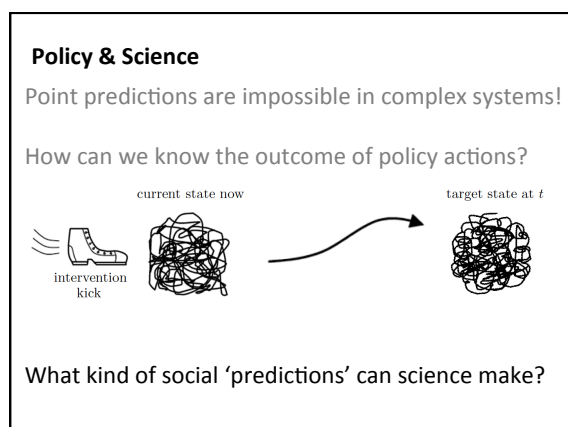 Policy & Science
Point predictions are impossible in complex systems!
How can we know the outcome of policy actions?
current state now
target state at t
intervention
kick
What kind of social ‘predictions’ can science make?